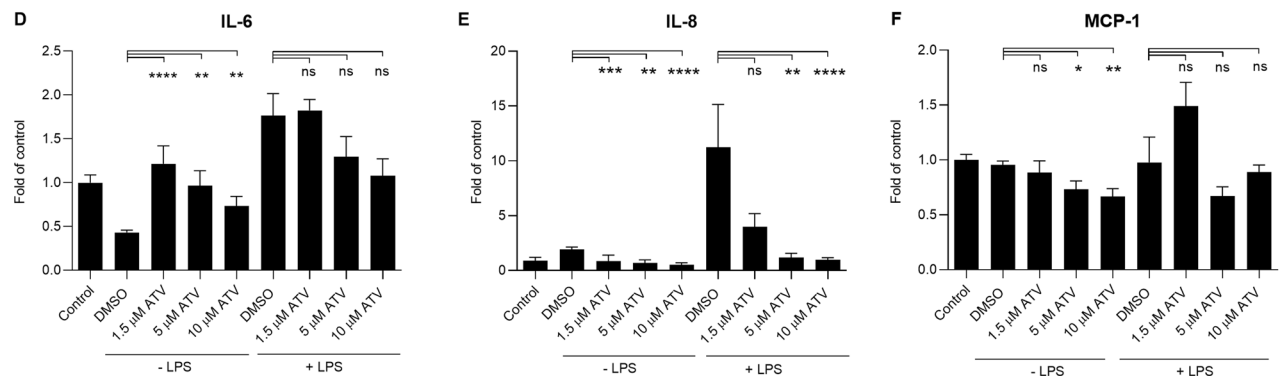 D
IL-6
Fold of control
2.5
2.0
1.5
1.0
0.5
0.0
**** ** ** ns ns ns
Control
DMSO
1.5 μM ATV
5 μM ATV
10 μM ATV
DMSO
1.5 μM ATV
5 μM ATV
10 μM ATV
- LPS
+ LPS
E
IL-8
Fold of control
20
15
10
5
0
*** ** **** ns ** ****
Control
DMSO
1.5 μM ATV
5 μM ATV
10 μM ATV
DMSO
1.5 μM ATV
5 μM ATV
10 μM ATV
- LPS
+ LPS
F
MCP-1
Fold of control
2.0
1.5
1.0
0.5
0.0
ns * ** ns ns ns
Control
DMSO
1.5 μM ATV
5 μM ATV
10 μM ATV
DMSO
1.5 μM ATV
5 μM ATV
10 μM ATV
- LPS
+ LPS